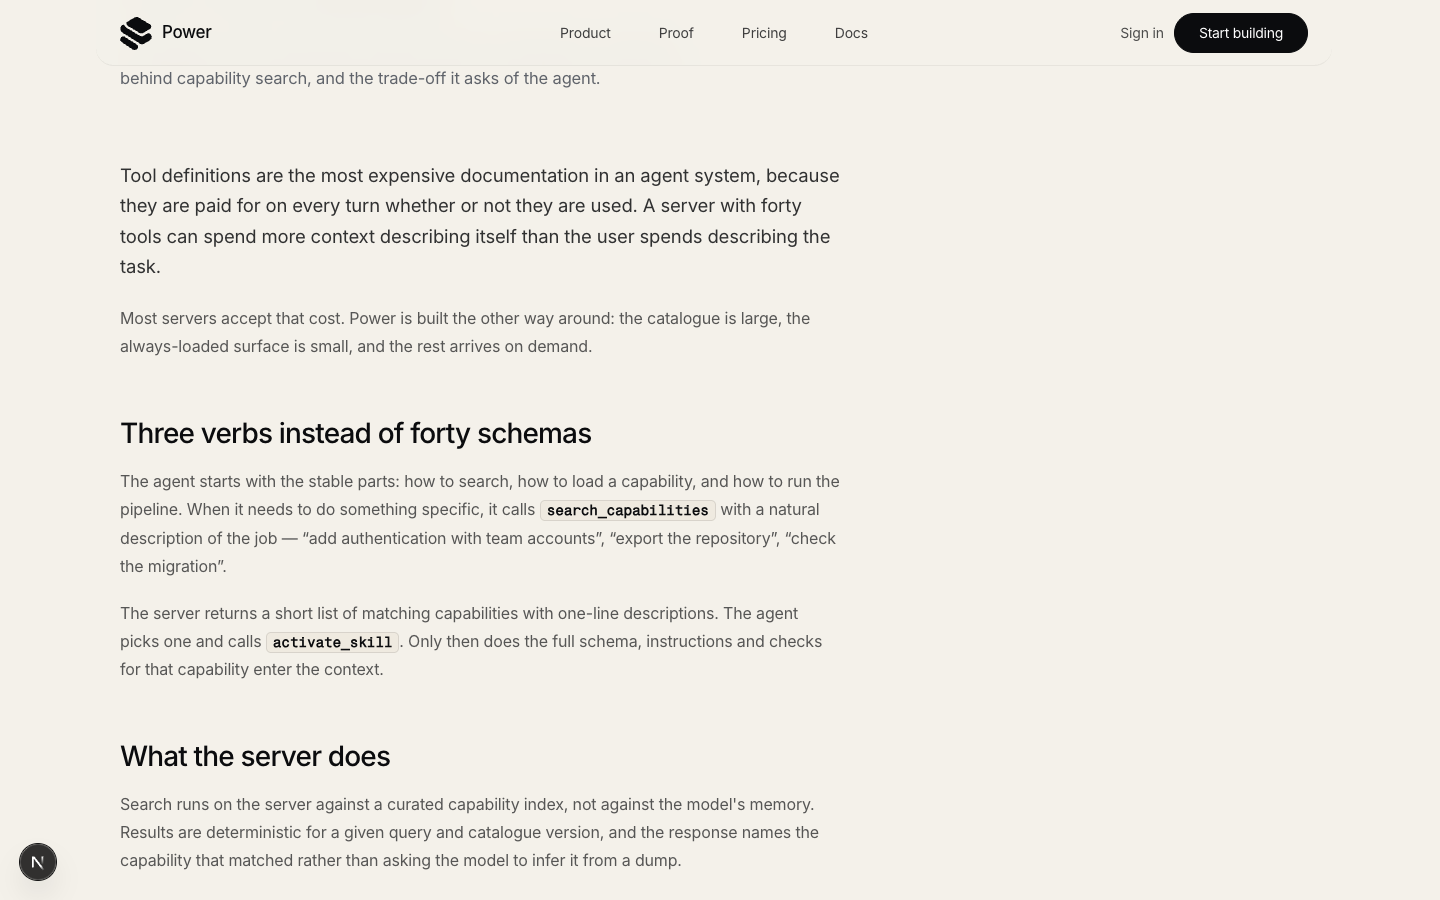 Power
Product
Proof
Pricing
Docs
Sign in
Start building
behind capability search, and the trade-off it asks of the agent.
Tool definitions are the most expensive documentation in an agent system, because
they are paid for on every turn whether or not they are used. A server with forty
tools can spend more context describing itself than the user spends describing the
task.
Most servers accept that cost. Power is built the other way around: the catalogue is large, the
always-loaded surface is small, and the rest arrives on demand.
Three verbs instead of forty schemas
The agent starts with the stable parts: how to search, how to load a capability, and how to run the
pipeline. When it needs to do something specific, it calls search_capabilities with a natural
description of the job — “add authentication with team accounts”, “export the repository”, “check
the migration”.
The server returns a short list of matching capabilities with one-line descriptions. The agent
picks one and calls activate_skill. Only then does the full schema, instructions and checks
for that capability enter the context.
What the server does
Search runs on the server against a curated capability index, not against the model's memory.
Results are deterministic for a given query and catalogue version, and the response names the
capability that matched rather than asking the model to infer it from a dump.
N